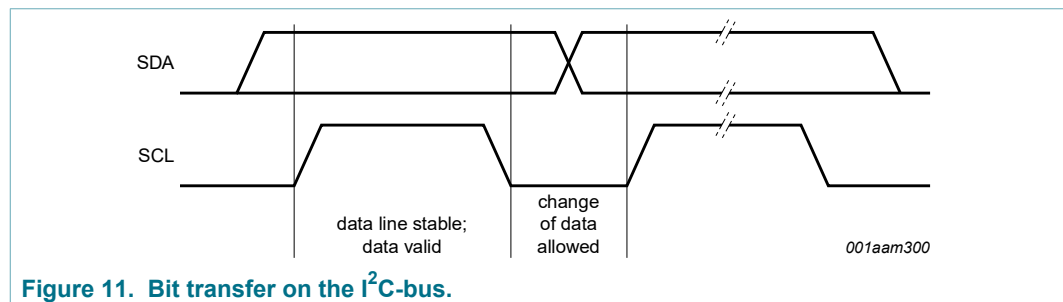 SDA
SCL
data line stable;
data valid
change
of data
allowed
001aam300
Figure 11. Bit transfer on the I²C-bus.